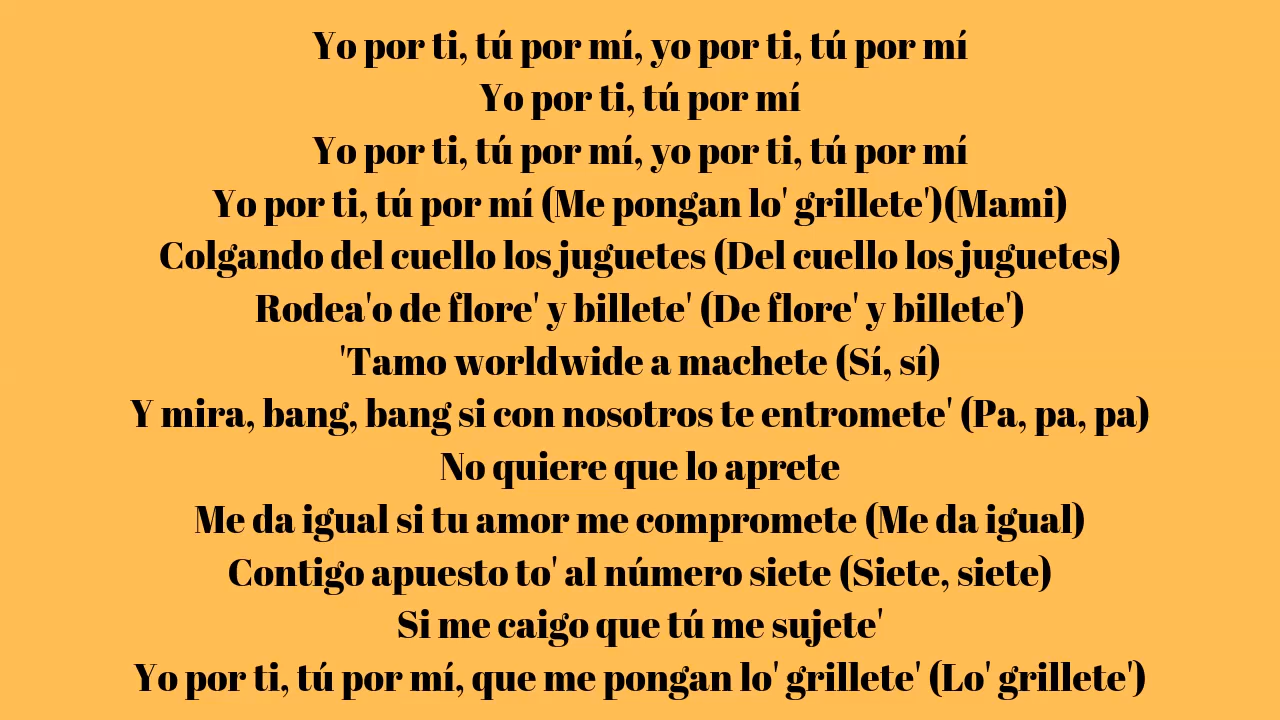 Yo por ti, tú por mí, yo por ti, tú por mí
Yo por ti, tú por mí
Yo por ti, tú por mí, yo por ti, tú por mí
Yo por ti, tú por mí (Me pongan lo' grillete')(Mami)
Colgando del cuello los juguetes (Del cuello los juguetes)
Rodea'o de flore' y billete' (De flore' y billete')
'Tamo worldwide a machete (Sí, sí)
Y mira, bang, bang si con nosotros te entromete' (Pa, pa, pa)
No quiere que lo aprete
Me da igual si tu amor me compromete (Me da igual)
Contigo apuesto to' al número siete (Siete, siete)
Si me caigo que tú me sujete'
Yo por ti, tú por mí, que me pongan lo' grillete' (Lo' grillete')